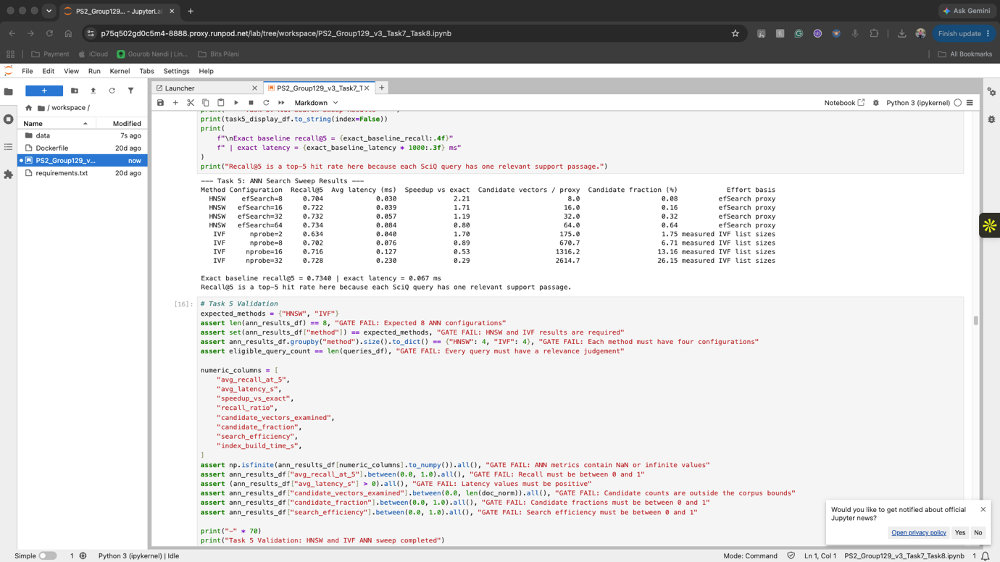 PS2_Group129... - JupyterLa
Ask Gemini
p75q502gd0c5m4-8888.proxy.runpod.net/lab/tree/workspace/PS2_Group129_v3_Task7_Task8.ipynb
Finish update
Payment
iCloud
Gourob Nandi | Lin...
Bits Pilani
All Bookmarks
File
Edit
View
Run
Kernel
Tabs
Settings
Help
/ workspace /
Name
Modified
data
7s ago
Dockerfile
20d ago
PS2_Group129_v...
now
requirements.txt
20d ago
Launcher
PS2_Group129_v3_Task7_T
Markdown
Notebook
Python 3 (ipykernel)
print(task5_display_df.to_string(index=False))
print(
f"\nExact baseline recall@5 = {exact_baseline_recall:.4f}"
f" | exact latency = {exact_baseline_latency * 1000:.3f} ms"
)
print("Recall@5 is a top-5 hit rate here because each SciQ query has one relevant support passage.")
--- Task 5: ANN Search Sweep Results ---
Method Configuration Recall@5 Avg latency (ms) Speedup vs exact Candidate vectors / proxy Candidate fraction (%) Effort basis
HNSW efSearch=8 0.704 0.030 2.21 8.0 0.08 efSearch proxy
HNSW efSearch=16 0.722 0.039 1.71 16.0 0.16 efSearch proxy
HNSW efSearch=32 0.732 0.057 1.19 32.0 0.32 efSearch proxy
HNSW efSearch=64 0.734 0.084 0.80 64.0 0.64 efSearch proxy
IVF nprobe=2 0.634 0.040 1.70 175.0 1.75 measured IVF list sizes
IVF nprobe=8 0.702 0.076 0.89 670.7 6.71 measured IVF list sizes
IVF nprobe=16 0.716 0.127 0.53 1316.2 13.16 measured IVF list sizes
IVF nprobe=32 0.728 0.230 0.29 2614.7 26.15 measured IVF list sizes
Exact baseline recall@5 = 0.7340 | exact latency = 0.067 ms
Recall@5 is a top-5 hit rate here because each SciQ query has one relevant support passage.
[16]:
# Task 5 Validation
expected_methods = {"HNSW", "IVF"}
assert len(ann_results_df) == 8, "GATE FAIL: Expected 8 ANN configurations"
assert set(ann_results_df["method"]) == expected_methods, "GATE FAIL: HNSW and IVF results are required"
assert ann_results_df.groupby("method").size().to_dict() == {"HNSW": 4, "IVF": 4}, "GATE FAIL: Each method must have four configurations"
assert eligible_query_count == len(queries_df), "GATE FAIL: Every query must have a relevance judgement"
numeric_columns = [
"avg_recall_at_5",
"avg_latency_s",
"speedup_vs_exact",
"recall_ratio",
"candidate_vectors_examined",
"candidate_fraction",
"search_efficiency",
"index_build_time_s",
]
assert np.isfinite(ann_results_df[numeric_columns].to_numpy()).all(), "GATE FAIL: ANN metrics contain NaN or infinite values"
assert ann_results_df["avg_recall_at_5"].between(0.0, 1.0).all(), "GATE FAIL: Recall must be between 0 and 1"
assert (ann_results_df["avg_latency_s"] > 0).all(), "GATE FAIL: Latency values must be positive"
assert ann_results_df["candidate_vectors_examined"].between(0.0, len(doc_norm)).all(), "GATE FAIL: Candidate counts are outside the corpus bounds"
assert ann_results_df["candidate_fraction"].between(0.0, 1.0).all(), "GATE FAIL: Candidate fractions must be between 0 and 1"
assert ann_results_df["search_efficiency"].between(0.0, 1.0).all(), "GATE FAIL: Search efficiency must be between 0 and 1"
print("-" * 70)
print("Task 5 Validation: HNSW and IVF ANN sweep completed")
Would you like to get notified about official
Jupyter news?
Open privacy policy
Yes
No
Simple
1
Python 3 (ipykernel) | Idle
Mode: Command
Ln 1, Col 1
PS2_Group129_v3_Task7_Task8.ipynb
1